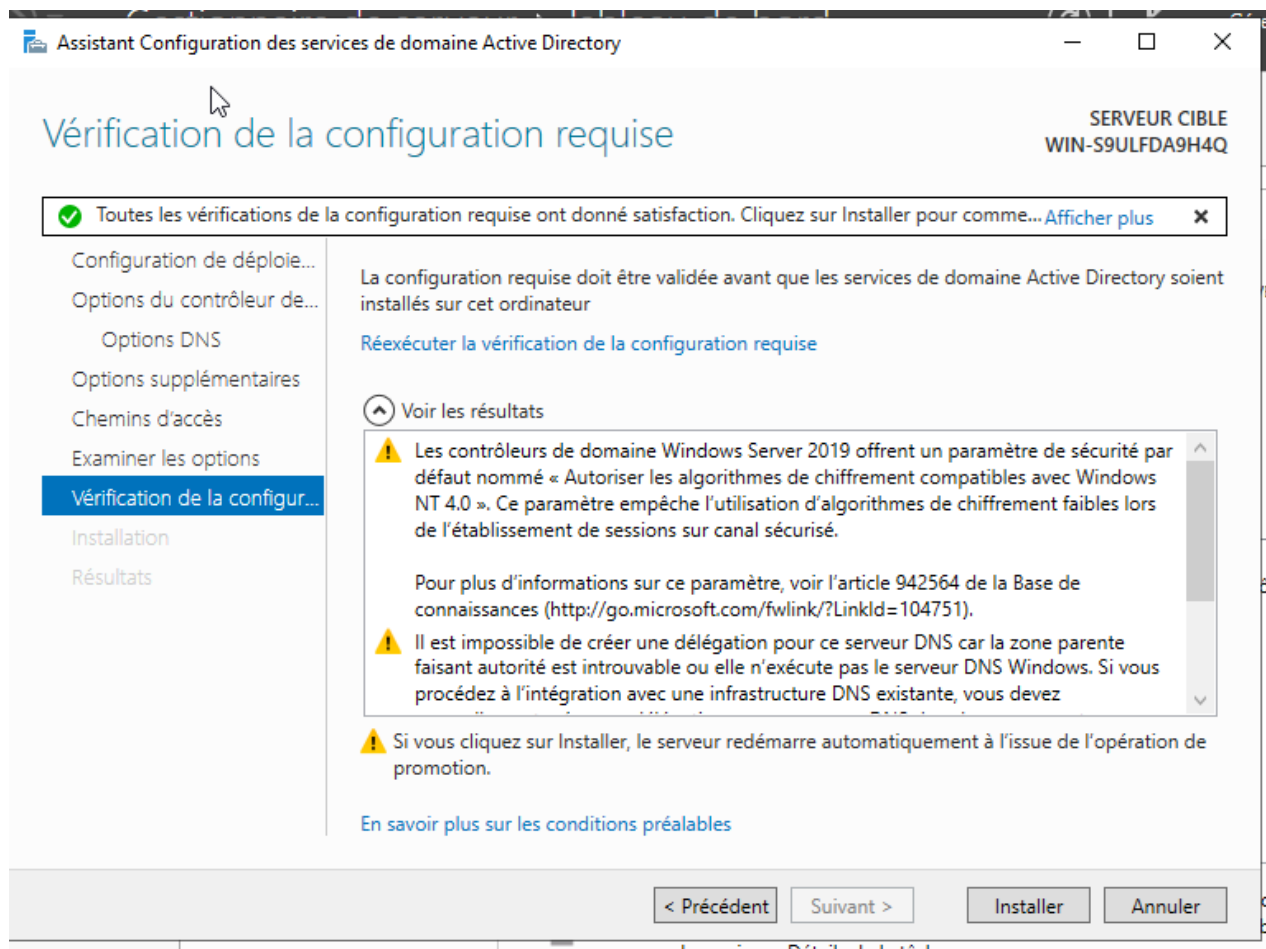 Assistant Configuration des services de domaine Active Directory
Vérification de la configuration requise
SERVEUR CIBLE
WIN-S9ULFDA9H4Q
Toutes les vérifications de la configuration requise ont donné satisfaction. Cliquez sur Installer pour comme... Afficher plus
Configuration de déploie...
Options du contrôleur de...
Options DNS
Options supplémentaires
Chemins d'accès
Examiner les options
Vérification de la configur...
Installation
Résultats
La configuration requise doit être validée avant que les services de domaine Active Directory soient
installés sur cet ordinateur
Réexécuter la vérification de la configuration requise
Voir les résultats
Les contrôleurs de domaine Windows Server 2019 offrent un paramètre de sécurité par
défaut nommé « Autoriser les algorithmes de chiffrement compatibles avec Windows
NT 4.0 ». Ce paramètre empêche l'utilisation d'algorithmes de chiffrement faibles lors
de l'établissement de sessions sur canal sécurisé.
Pour plus d'informations sur ce paramètre, voir l'article 942564 de la Base de
connaissances (http://go.microsoft.com/fwlink/?LinkId=104751).
Il est impossible de créer une délégation pour ce serveur DNS car la zone parente
faisant autorité est introuvable ou elle n'exécute pas le serveur DNS Windows. Si vous
procédez à l'intégration avec une infrastructure DNS existante, vous devez
Si vous cliquez sur Installer, le serveur redémarre automatiquement à l'issue de l'opération de
promotion.
En savoir plus sur les conditions préalables
< Précédent
Suivant >
Installer
Annuler